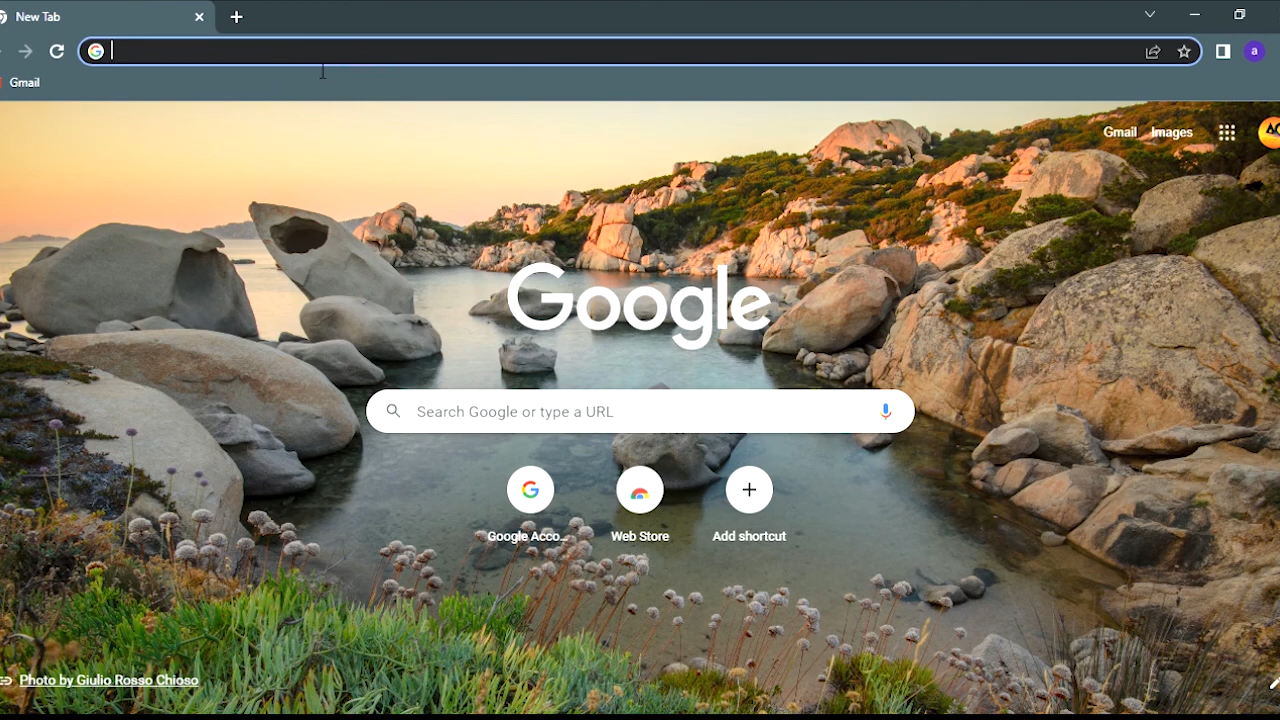 New Tab
Gmail
Gmail Images
Google
Search Google or type a URL
Google Acco... Web Store Add shortcut
Photo by Giulio Rosso Chioso